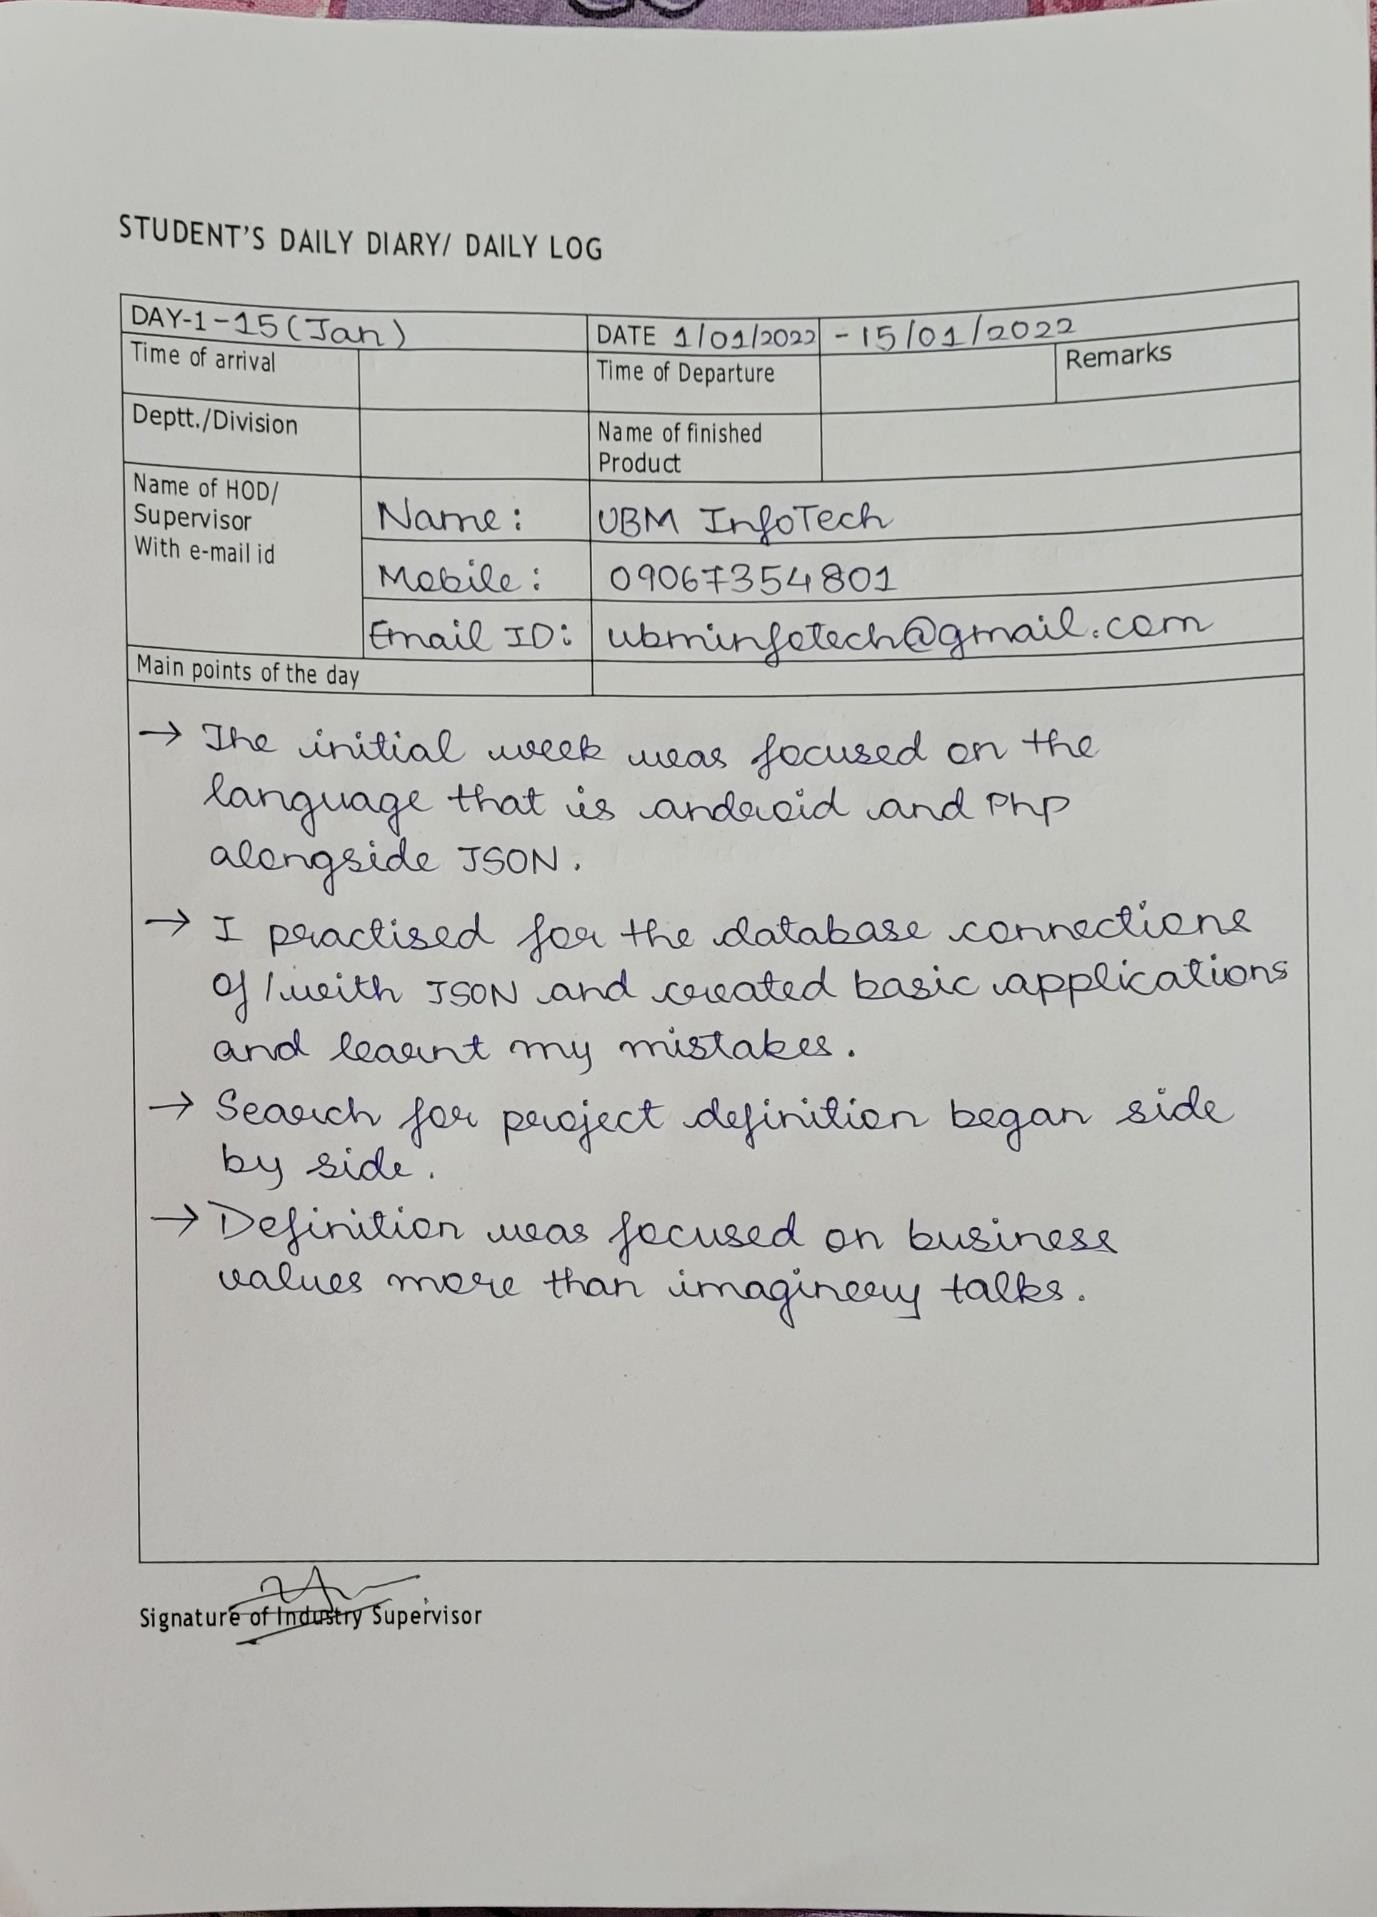 STUDENT'S DAILY DIARY/ DAILY LOG
DAY-1-15 (Jan) DATE 1/01/2022 - 15/01/2022
Time of arrival Time of Departure Remarks
Deptt./Division Name of finished
Product
Name of HOD/
Supervisor
With e-mail id
Name: UBM InfoTech
Mobile: 09067354801
Email ID: ubminfotech@gmail.com
Main points of the day
→ The initial week was focused on the
language that is android and Php
alongside JSON.
→ I practised for the database connections
of/with JSON and created basic applications
and learnt my mistakes.
→ Search for project definition began side
by side.
→ Definition was focused on business
values more than imaginery talks.
Signature of Industry Supervisor